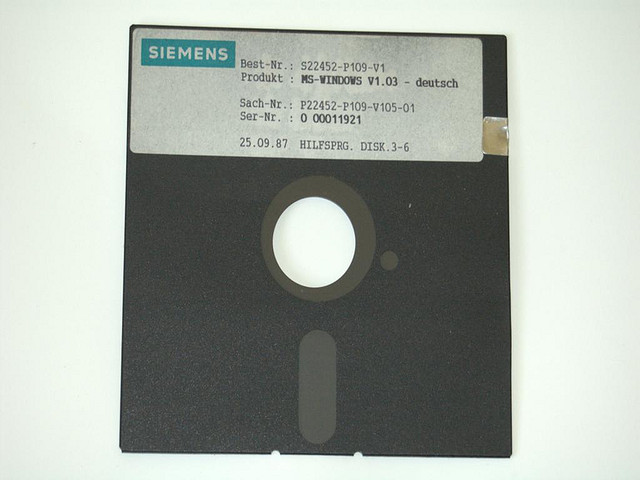 SIEMENS
Best-Nr.: S22452-P109-V1
Produkt : MS-WINDOWS V1.03 - deutsch
Sach-Nr.: P22452-P109-V105-01
Ser-Nr. : O 00011921
25.09.87 HILFSPRG. DISK.3-6